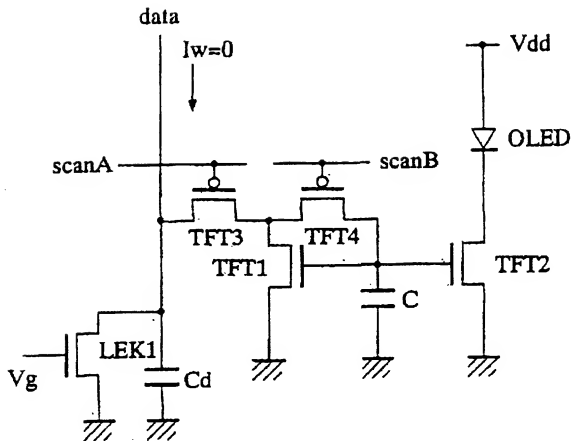 data
Iw=0
Vdd
OLED
scanA
scanB
TFT3
TFT4
TFT1
TFT2
C
LEK1
Vg
Cd